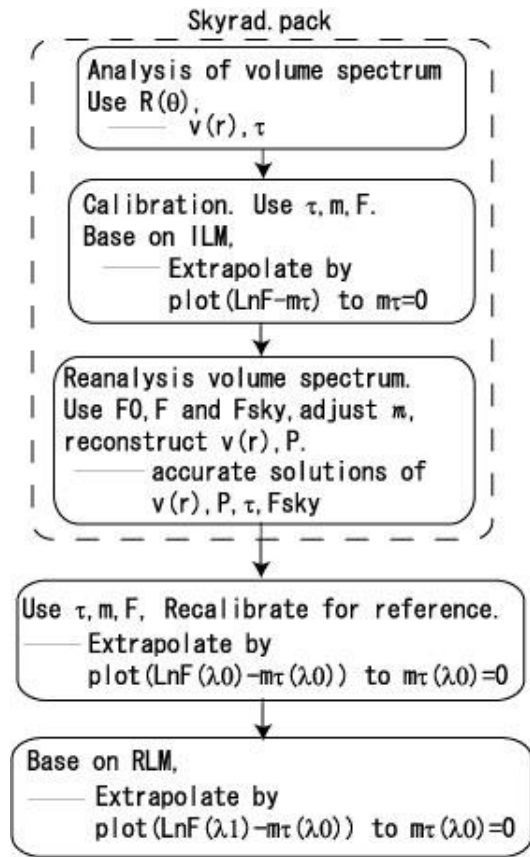 Skyrad.pack
Analysis of volume spectrum
Use R(θ),
v(r),τ
Calibration. Use τ,m,F.
Base on ILM,
Extrapolate by
plot(LnF-mτ) to mτ=0
Reanalysis volume spectrum.
Use F0,F and Fsky,adjust m,
reconstruct v(r),P.
accurate solutions of
v(r),P,τ,Fsky
Use τ,m,F, Recalibrate for reference.
Extrapolate by
plot(LnF(λ0)-mτ(λ0)) to mτ(λ0)=0
Base on RLM,
Extrapolate by
plot(LnF(λ1)-mτ(λ0)) to mτ(λ0)=0